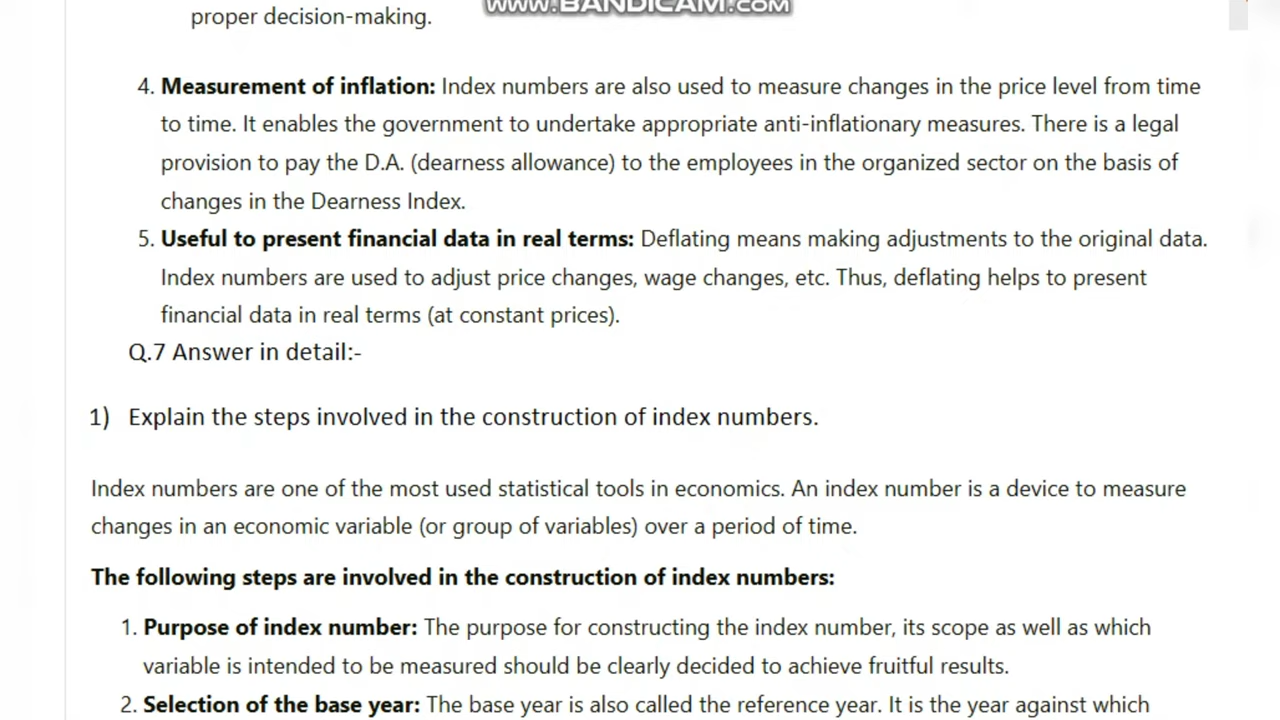 www.BANDICAM.com
proper decision-making.
4. Measurement of inflation: Index numbers are also used to measure changes in the price level from time
to time. It enables the government to undertake appropriate anti-inflationary measures. There is a legal
provision to pay the D.A. (dearness allowance) to the employees in the organized sector on the basis of
changes in the Dearness Index.
5. Useful to present financial data in real terms: Deflating means making adjustments to the original data.
Index numbers are used to adjust price changes, wage changes, etc. Thus, deflating helps to present
financial data in real terms (at constant prices).
Q.7 Answer in detail:-
1) Explain the steps involved in the construction of index numbers.
Index numbers are one of the most used statistical tools in economics. An index number is a device to measure
changes in an economic variable (or group of variables) over a period of time.
The following steps are involved in the construction of index numbers:
1. Purpose of index number: The purpose for constructing the index number, its scope as well as which
variable is intended to be measured should be clearly decided to achieve fruitful results.
2. Selection of the base year: The base year is also called the reference year. It is the year against which